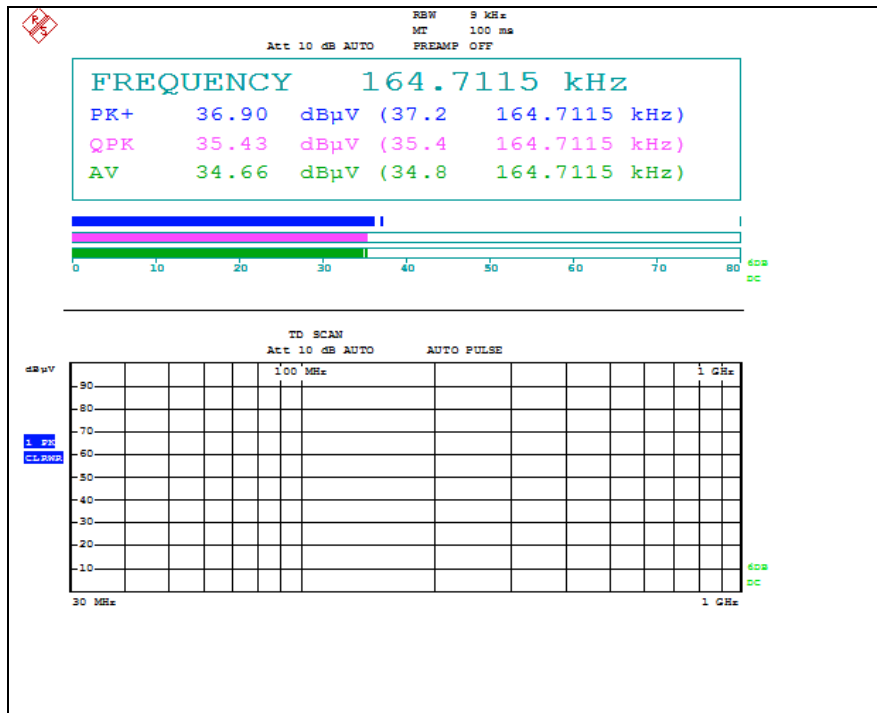 R S
RBW 9 kHz
MT 100 ms
Att 10 dB AUTO PREAMP OFF
FREQUENCY 164.7115 kHz
PK+ 36.90 dBµV (37.2 164.7115 kHz)
QPK 35.43 dBµV (35.4 164.7115 kHz)
AV 34.66 dBµV (34.8 164.7115 kHz)
0 10 20 30 40 50 60 70 80
6DB
DC
TD SCAN
Att 10 dB AUTO AUTO PULSE
dBµV
100 MHz 1 GHz
90
80
70
1 PK
CLRWR
60
50
40
30
20
10
6DB
DC
30 MHz 1 GHz